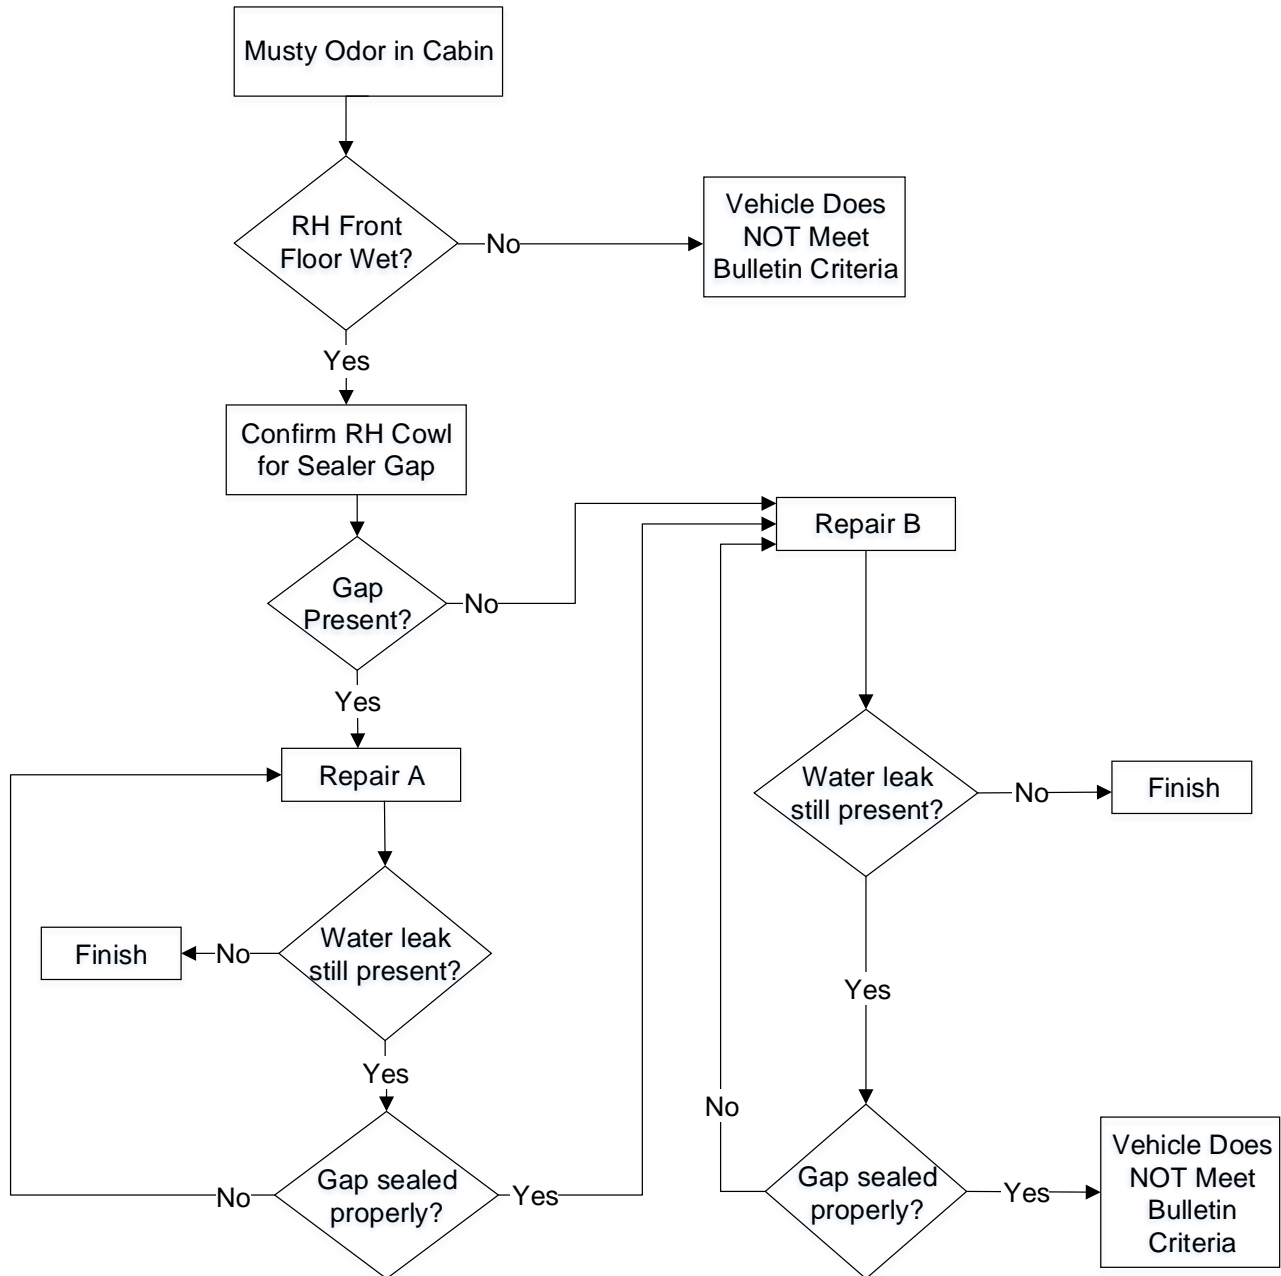 Musty Odor in Cabin
RH Front
Floor Wet?
No
Vehicle Does
NOT Meet
Bulletin Criteria
Yes
Confirm RH Cowl
for Sealer Gap
Gap
Present?
No
Repair B
Yes
Repair A
Water leak
still present?
No
Finish
Water leak
still present?
No
Finish
Yes
Yes
No
Gap sealed
properly?
No
Yes
Gap sealed
properly?
Yes
Vehicle Does
NOT Meet
Bulletin
Criteria